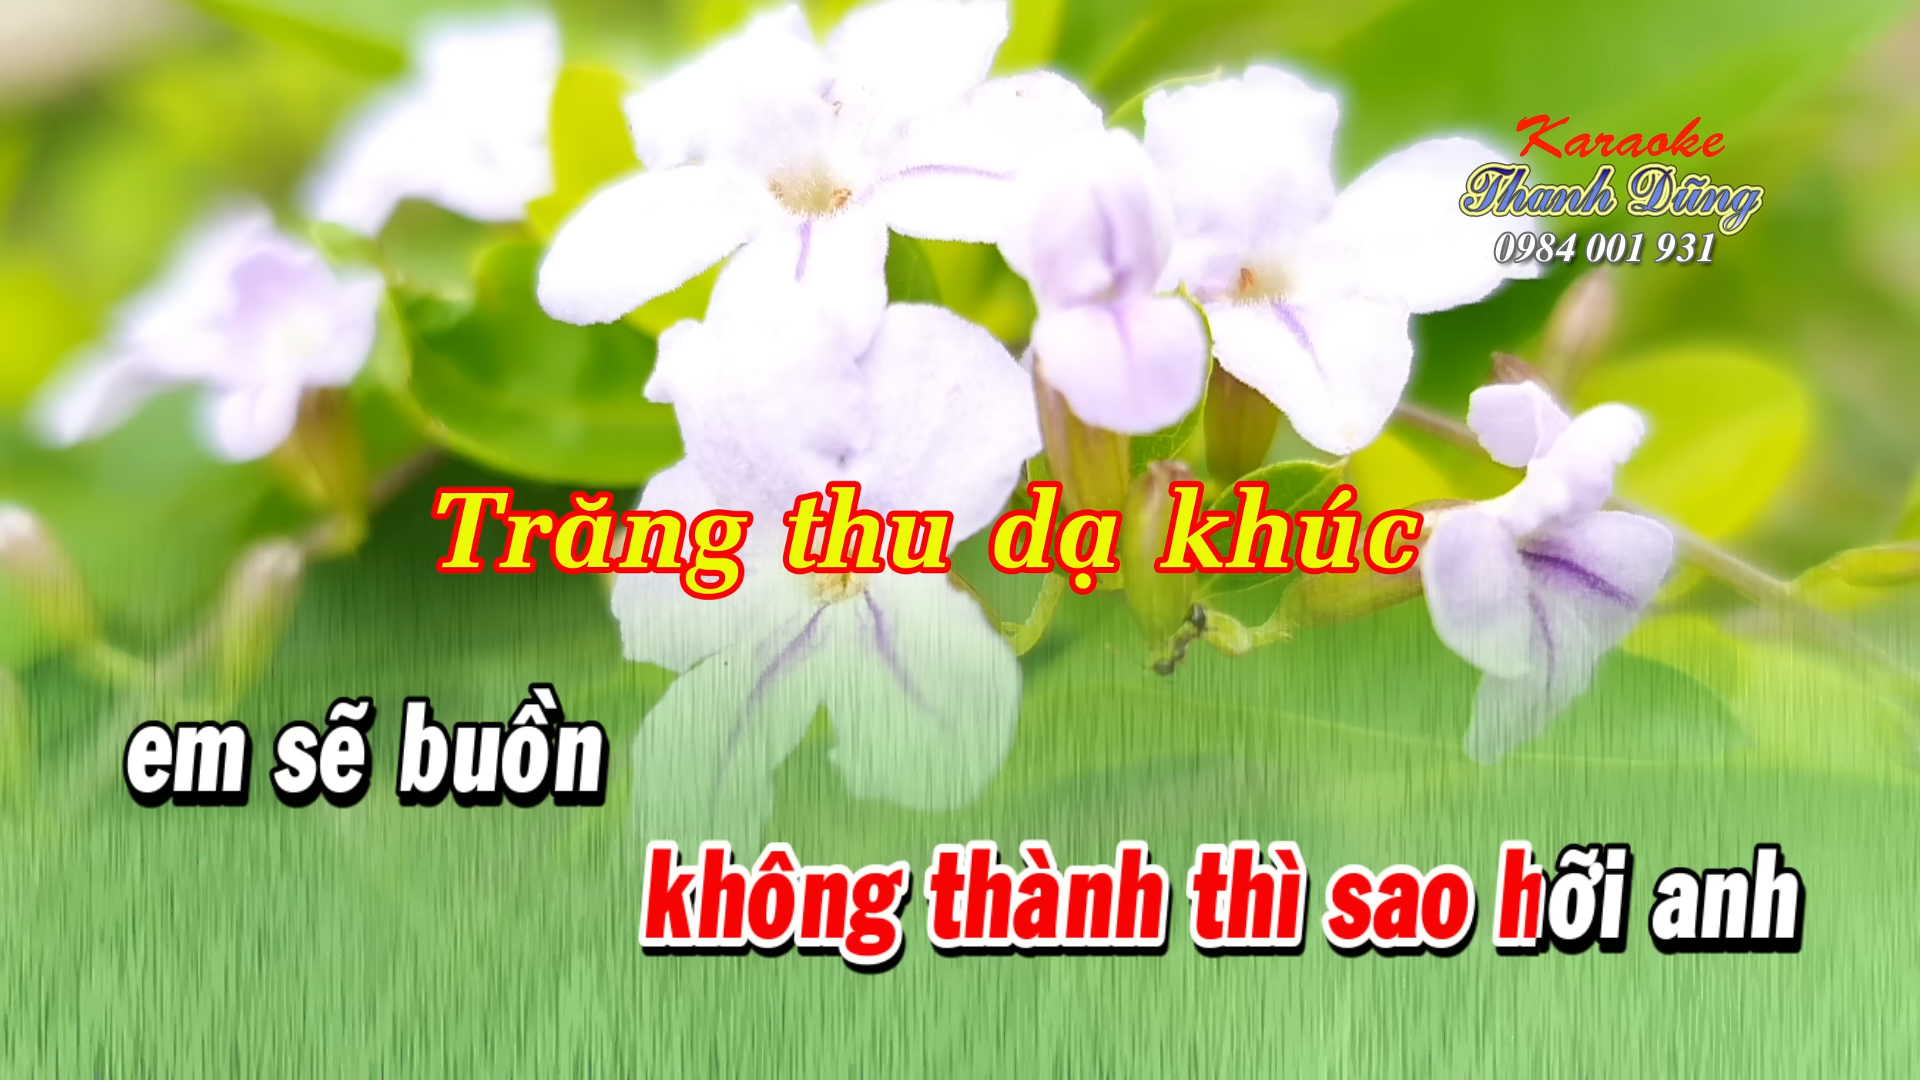 Karaoke
Thanh Dũng
0984 001 931
Trăng thu dạ khúc
em sẽ buồn
không thành thì sao hỡi anh